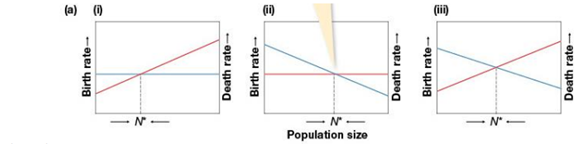 (a) (i)
Birth rate→
Death rate→
→ N* ←
(ii)
Birth rate→
Death rate→
→ N* ←
Population size
(iii)
Birth rate→
Death rate→
→ N* ←